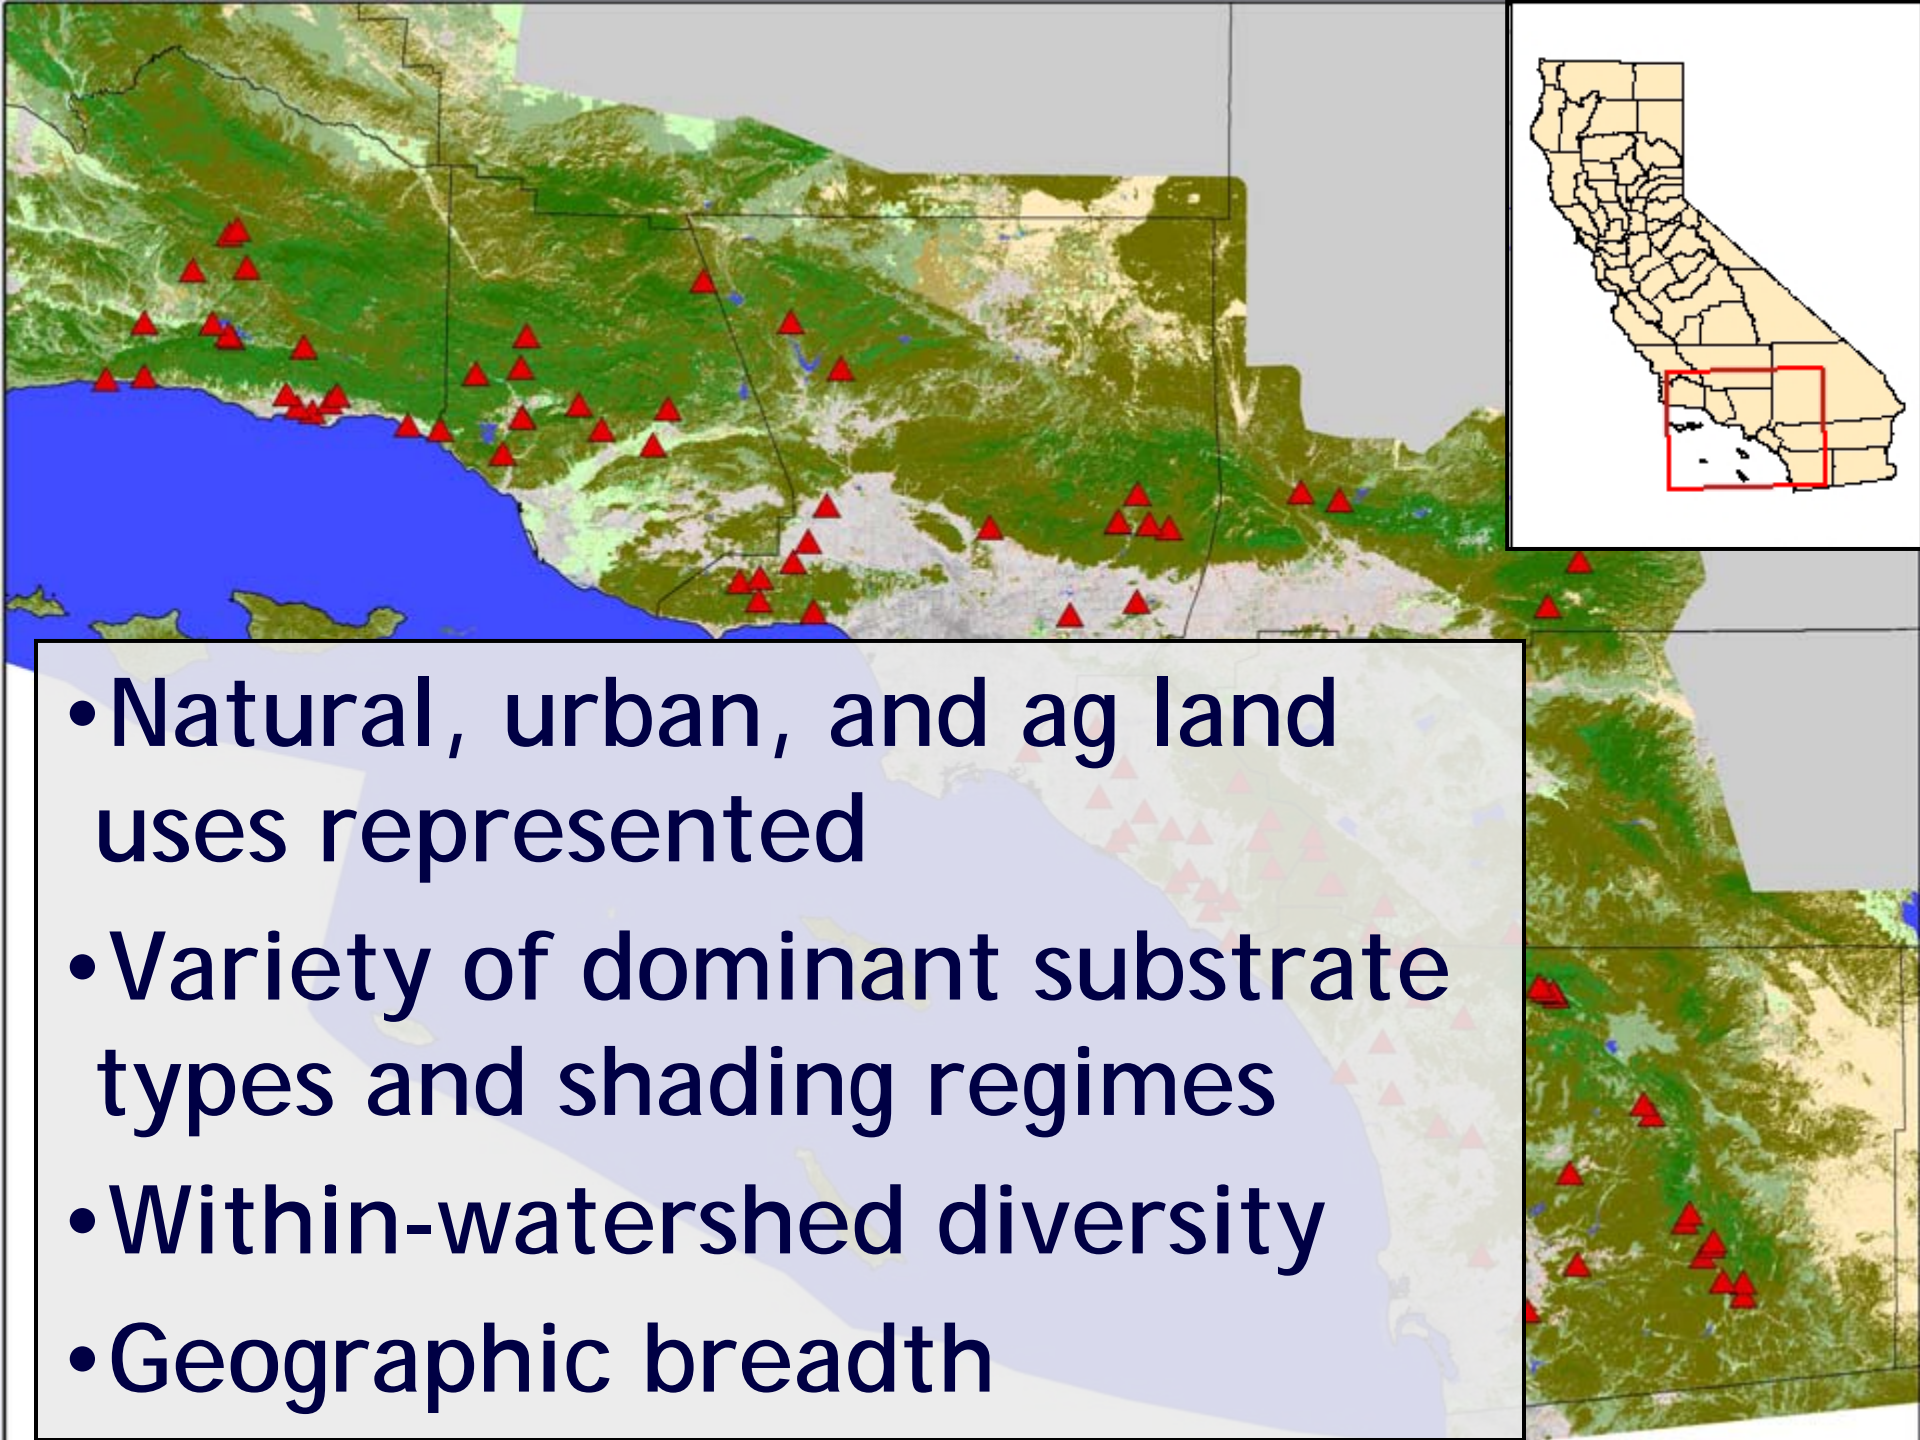 •Natural, urban, and ag land
uses represented
•Variety of dominant substrate
types and shading regimes
•Within-watershed diversity
•Geographic breadth